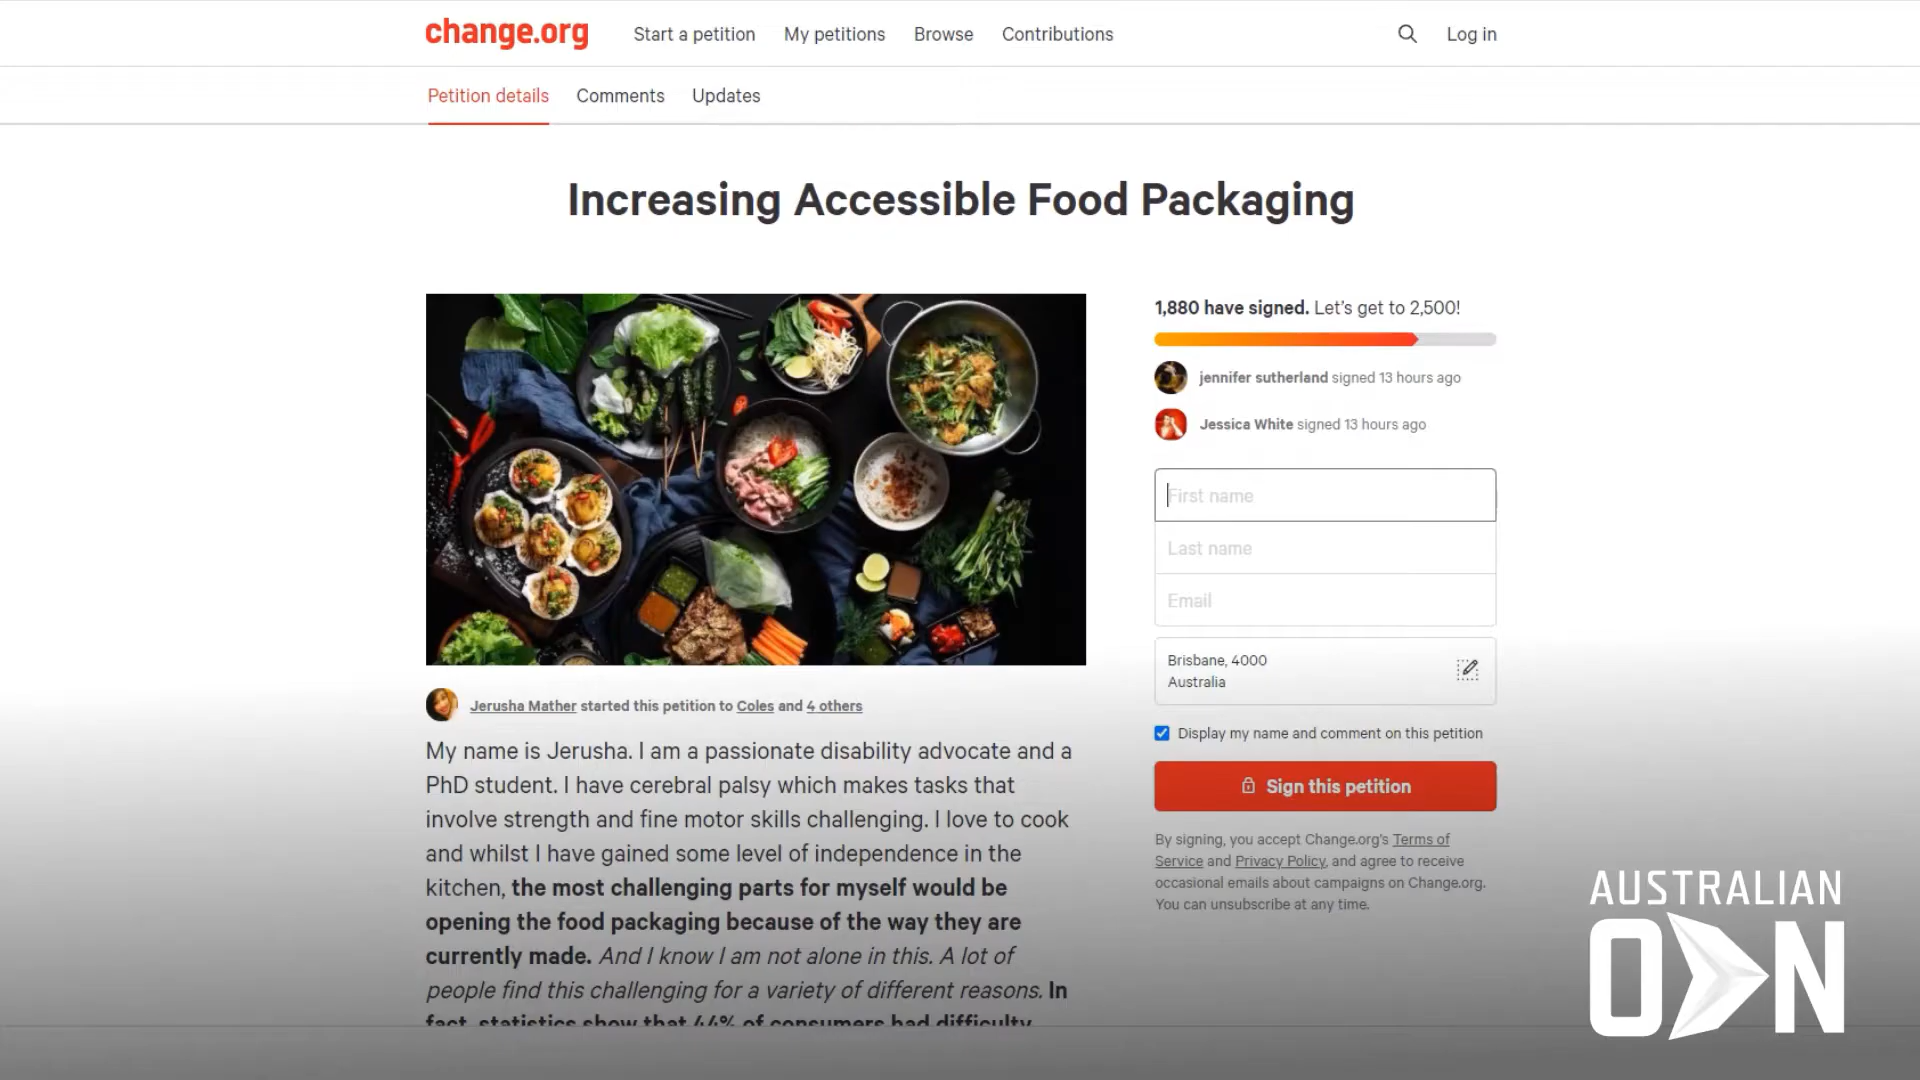 change.org
Start a petition
My petitions
Browse
Contributions
Log in
Petition details
Comments
Updates
Increasing Accessible Food Packaging
1,880 have signed. Let's get to 2,500!
jennifer sutherland signed 13 hours ago
Jessica White signed 13 hours ago
First name
Last name
Email
Brisbane, 4000
Australia
Display my name and comment on this petition
Sign this petition
By signing, you accept Change.org's Terms of
Service and Privacy Policy, and agree to receive
occasional emails about campaigns on Change.org.
You can unsubscribe at any time.
Jerusha Mather started this petition to Coles and 4 others
My name is Jerusha. I am a passionate disability advocate and a
PhD student. I have cerebral palsy which makes tasks that
involve strength and fine motor skills challenging. I love to cook
and whilst I have gained some level of independence in the
kitchen, the most challenging parts for myself would be
opening the food packaging because of the way they are
currently made. And I know I am not alone in this. A lot of
people find this challenging for a variety of different reasons. In
fact, statistics show that 44% of consumers had difficulty
AUSTRALIAN
O N